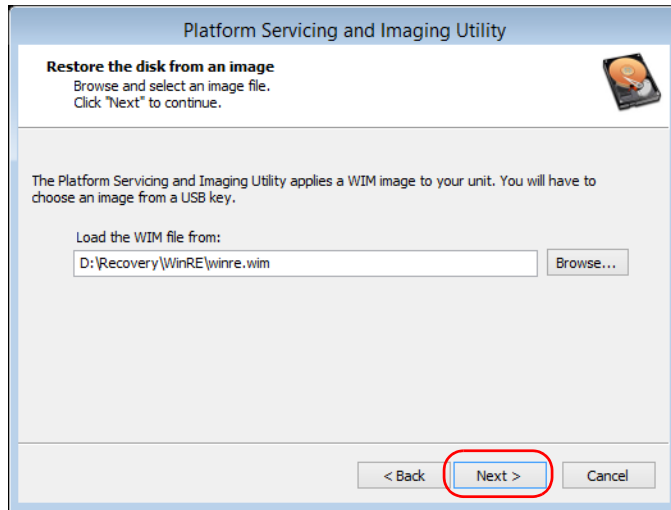 Platform Servicing and Imaging Utility
Restore the disk from an image
Browse and select an image file.
Click "Next" to continue.
The Platform Servicing and Imaging Utility applies a WIM image to your unit. You will have to
choose an image from a USB key.
Load the WIM file from:
D:\Recovery\WinRE\winre.wim
Browse...
< Back
Next >
Cancel